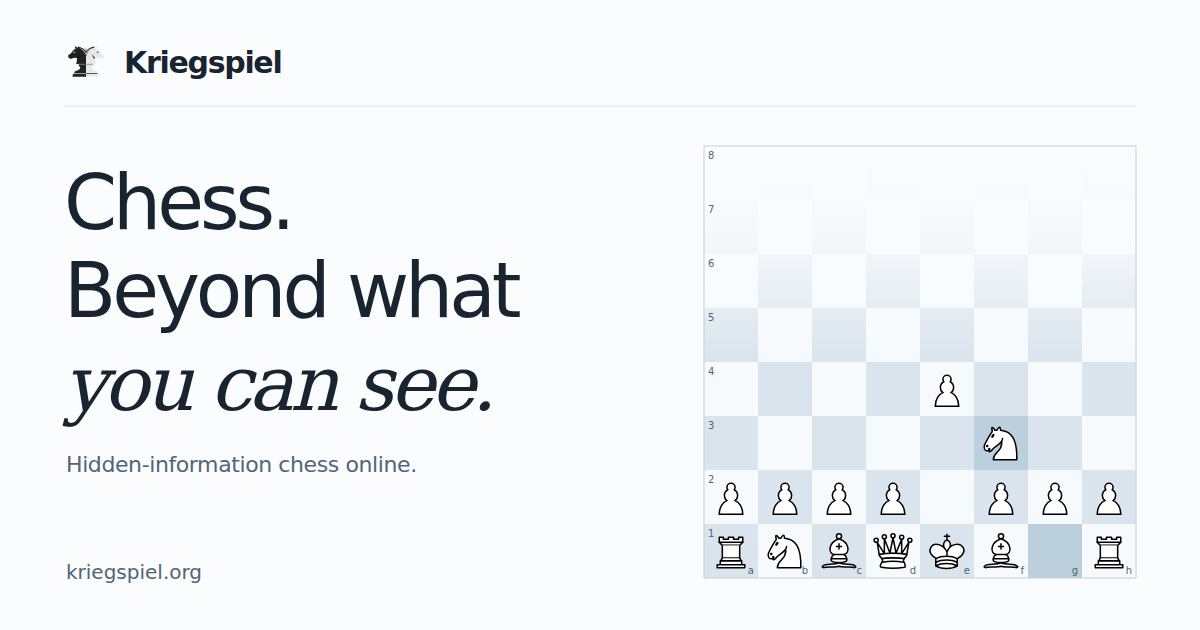 Kriegspiel
Chess.
Beyond what
you can see.
Hidden-information chess online.
kriegspiel.org
8
7
6
5
4
3
2
1
a b c d e f g h